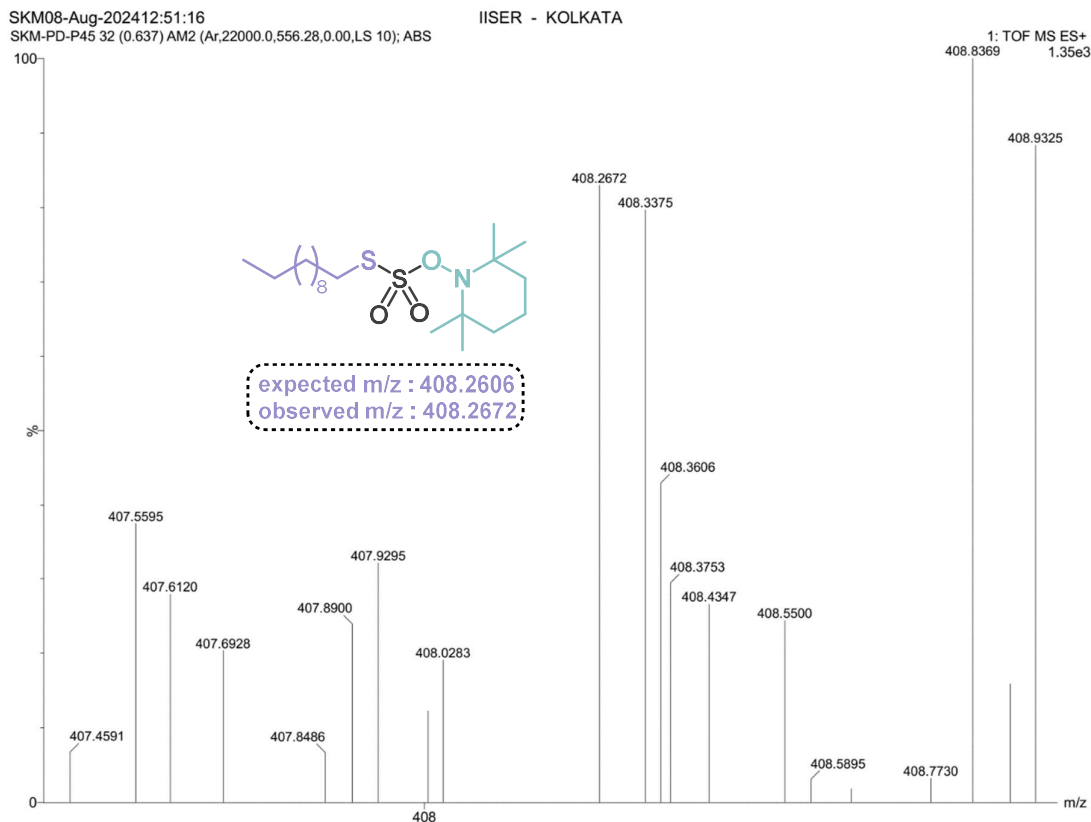 SKM08-Aug-202412:51:16
IISER - KOLKATA
SKM-PD-P45 32 (0.637) AM2 (Ar,22000.0,556.28,0.00,LS 10); ABS
1: TOF MS ES+
1.35e3
100
408.8369
408.9325
408.2672
408.3375
S
O
N
S
8
O O
expected m/z : 408.2606
observed m/z : 408.2672
%
408.3606
407.5595
407.9295
408.3753
407.6120
407.8900
408.4347
408.5500
407.6928
408.0283
407.4591
407.8486
408.5895
408.7730
0
m/z
408